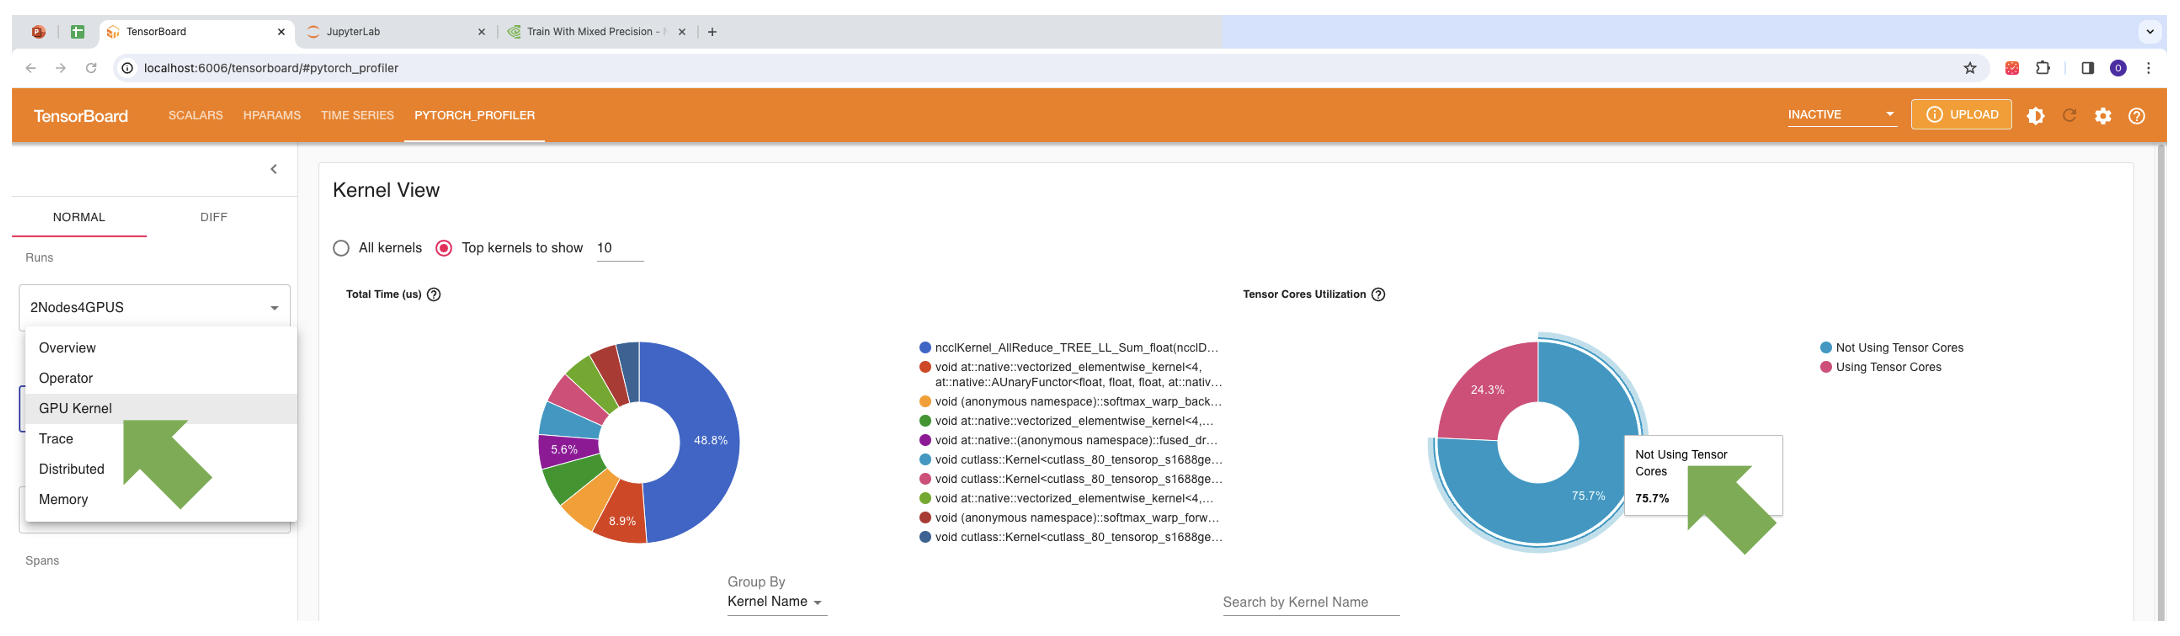 TensorBoard
JupyterLab
Train With Mixed Precision -
localhost:6006/tensorboard/#pytorch_profiler
TensorBoard
SCALARS
HPARAMS
TIME SERIES
PYTORCH_PROFILER
INACTIVE
UPLOAD
NORMAL
DIFF
Runs
2Nodes4GPUS
Overview
Operator
GPU Kernel
Trace
Distributed
Memory
Spans
Kernel View
All kernels
Top kernels to show
10
Total Time (us)
48.8%
8.9%
5.6%
ncclKernel_AllReduce_TREE_LL_Sum_float(ncclD...
void at::native::vectorized_elementwise_kernel<4,
at::native::AUnaryFunctor<float, float, float, at::nativ...
void (anonymous namespace)::softmax_warp_back...
void at::native::vectorized_elementwise_kernel<4,...
void at::native::(anonymous namespace)::fused_dr...
void cutlass::Kernel<cutlass_80_tensorop_s1688ge...
void cutlass::Kernel<cutlass_80_tensorop_s1688ge...
void at::native::vectorized_elementwise_kernel<4,...
void (anonymous namespace)::softmax_warp_forw...
void cutlass::Kernel<cutlass_80_tensorop_s1688ge...
Tensor Cores Utilization
24.3%
75.7%
Not Using Tensor
Cores
75.7%
Not Using Tensor Cores
Using Tensor Cores
Group By
Kernel Name
Search by Kernel Name